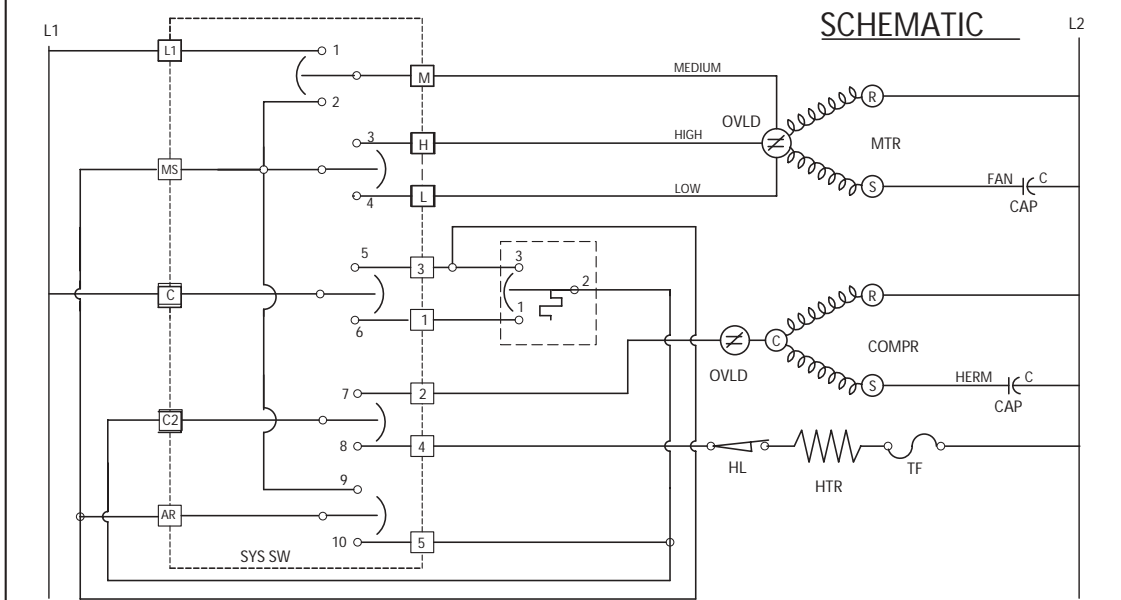 SCHEMATIC
L1
L2
L1
1
M
MEDIUM
2
R
OVLD
MTR
3
H
HIGH
MS
4
L
LOW
S
FAN
C
CAP
5
3
3
2
C
R
6
1
1
COMPR
OVLD
C
7
2
S
HERM
C
CAP
C2
8
4
HL
HTR
TF
9
AR
10
5
SYS SW